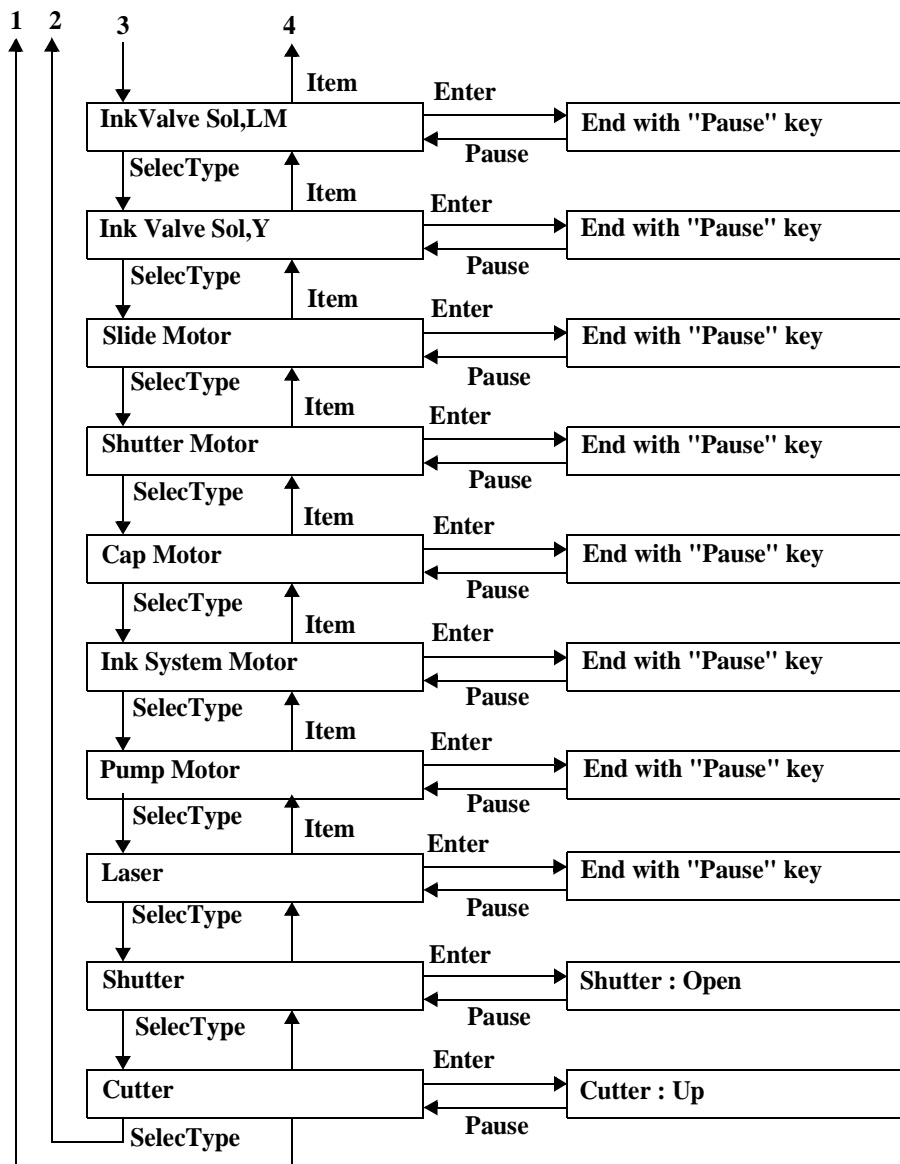 1 2 3 4
Item
Enter
InkValve Sol,LM
End with "Pause" key
Pause
SelecType
Item
Enter
Ink Valve Sol,Y
End with "Pause" key
Pause
SelecType
Item
Enter
Slide Motor
End with "Pause" key
Pause
SelecType
Item
Enter
Shutter Motor
End with "Pause" key
Pause
SelecType
Item
Enter
Cap Motor
End with "Pause" key
Pause
SelecType
Item
Enter
Ink System Motor
End with "Pause" key
Pause
SelecType
Item
Enter
Pump Motor
End with "Pause" key
Pause
SelecType
Item
Enter
Laser
End with "Pause" key
Pause
SelecType
Enter
Shutter
Shutter : Open
Pause
SelecType
Enter
Cutter
Cutter : Up
Pause
SelecType